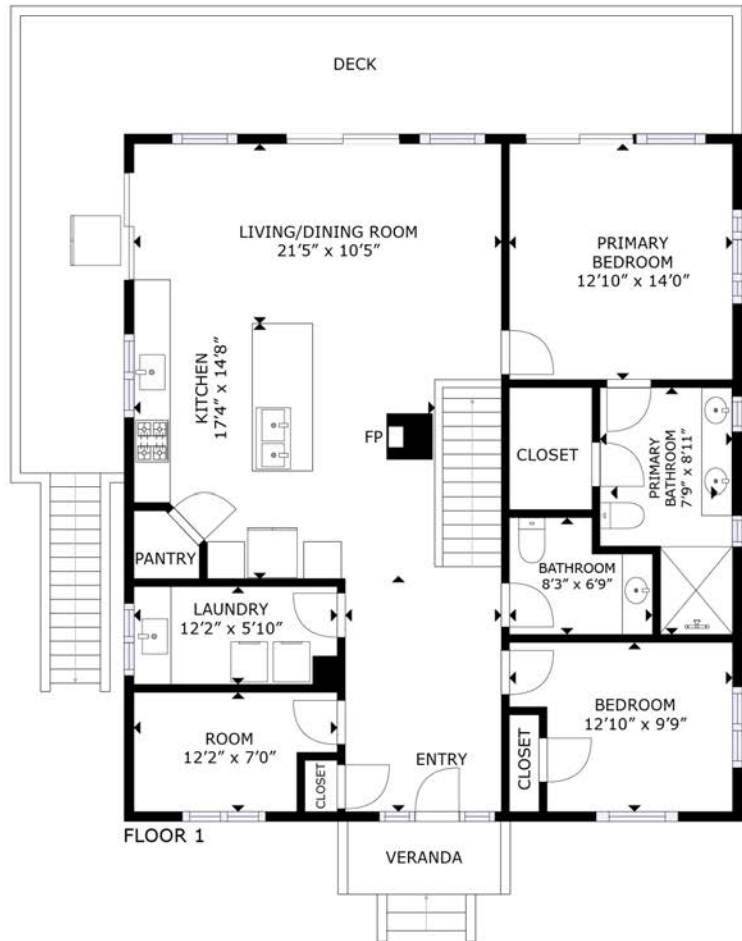 DECK
LIVING/DINING ROOM
21'5" x 10'5"
PRIMARY
BEDROOM
12'10" x 14'0"
KITCHEN
17'4" x 14'8"
FP
CLOSET
PRIMARY
BATHROOM
7'9" x 8'11"
PANTRY
BATHROOM
8'3" x 6'9"
LAUNDRY
12'2" x 5'10"
BEDROOM
12'10" x 9'9"
ROOM
12'2" x 7'0"
CLOSET
ENTRY
CLOSET
FLOOR 1
VERANDA